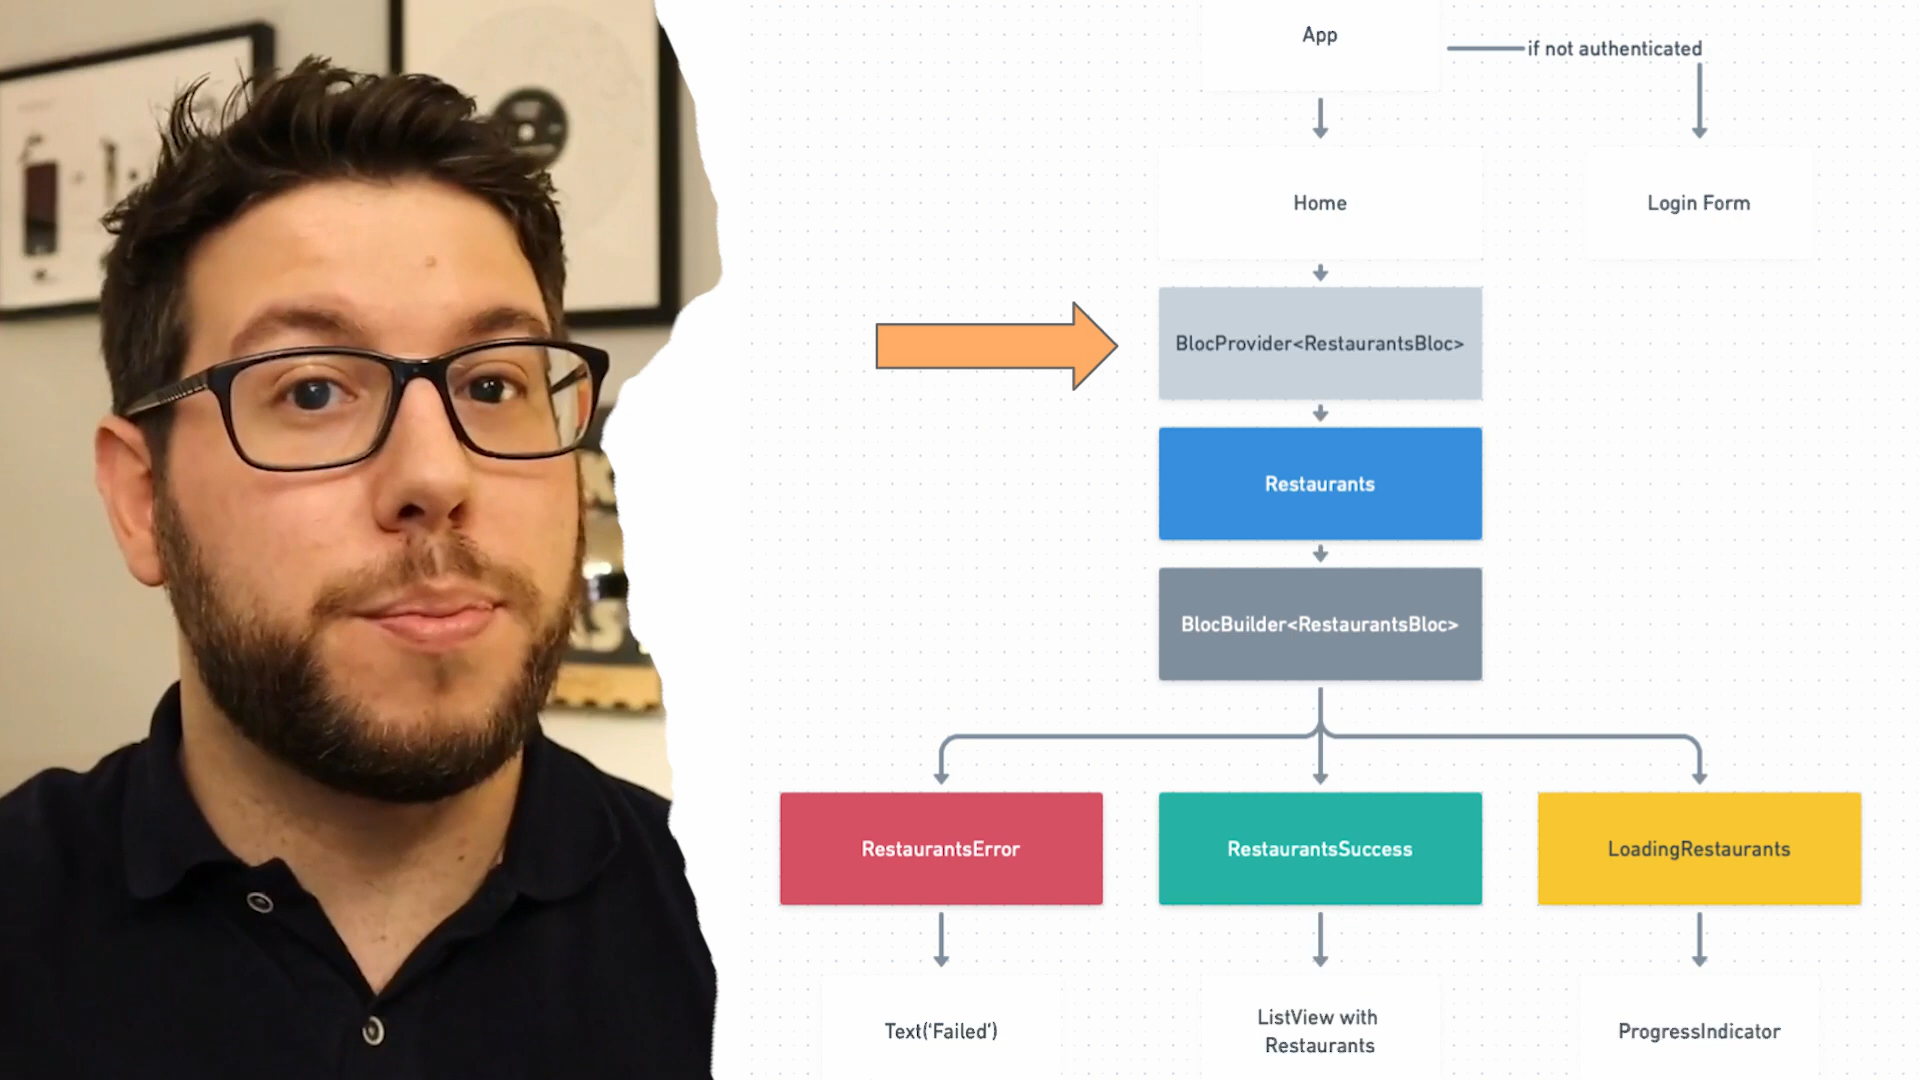 App
if not authenticated
Home
Login Form
BlocProvider<RestaurantsBloc>
Restaurants
BlocBuilder<RestaurantsBloc>
RestaurantsError
RestaurantsSuccess
LoadingRestaurants
Text(‘Failed’)
ListView with
Restaurants
ProgressIndicator